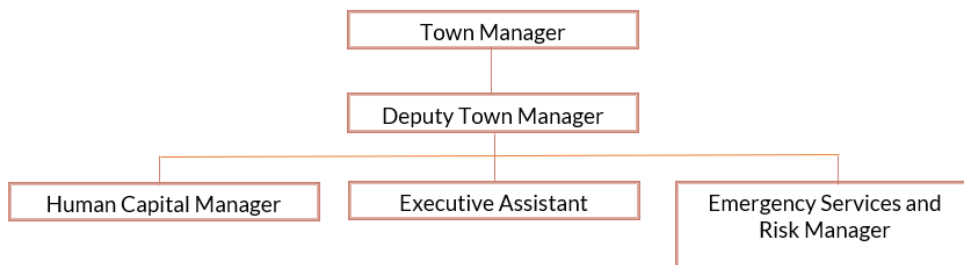 Town Manager
Deputy Town Manager
Human Capital Manager
Executive Assistant
Emergency Services and
Risk Manager